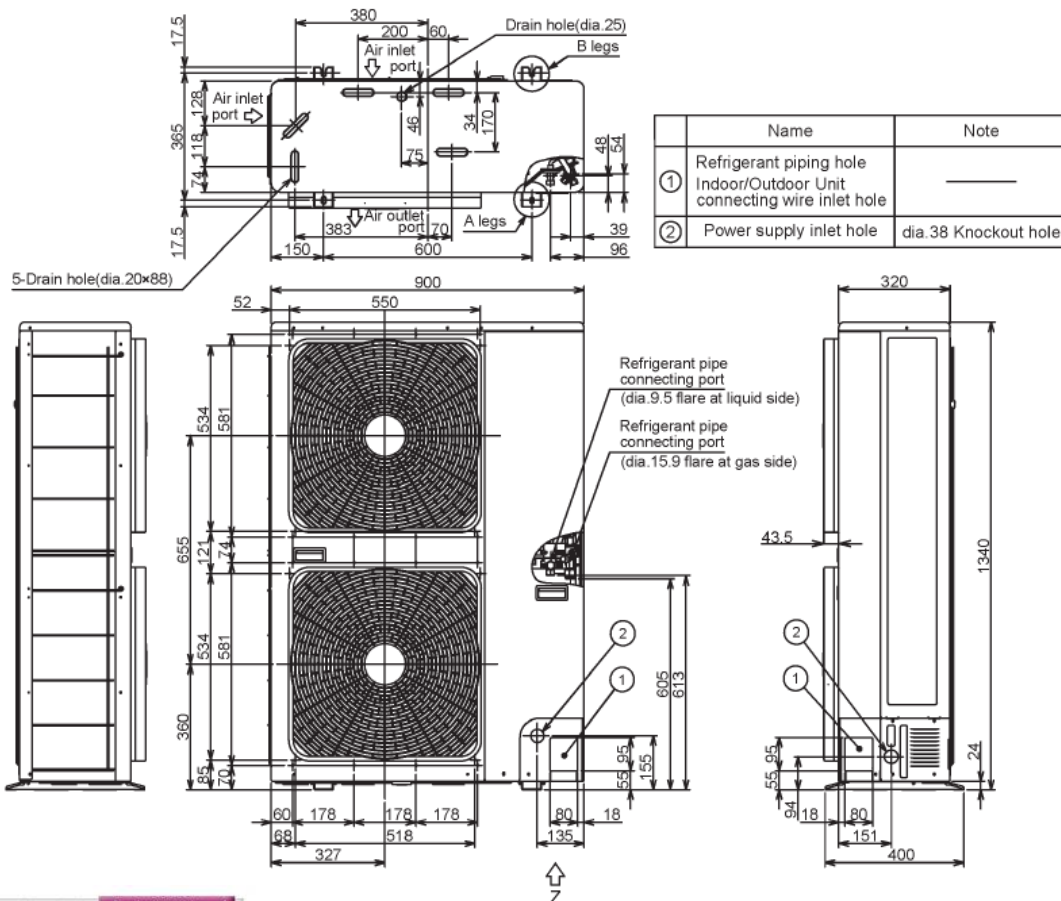 380
200
60
Drain hole(dia.25)
B legs
Air inlet
port
Air inlet
port
17.5
365
128
118
74
17.5
46
34
170
75
48
54
Air outlet
port
A legs
383
70
39
150
600
96
5-Drain hole(dia.20×88)
Name Note
① Refrigerant piping hole
Indoor/Outdoor Unit
connecting wire inlet hole
② Power supply inlet hole dia.38 Knockout hole
900
52
550
320
Refrigerant pipe
connecting port
(dia.9.5 flare at liquid side)
Refrigerant pipe
connecting port
(dia.15.9 flare at gas side)
534
581
655
121
74
534
581
360
85
70
605
613
②
①
95
55
155
60
178
178
178
80
18
68
518
135
327
Z
43.5
1340
②
①
95
55
94
24
18
80
151
400